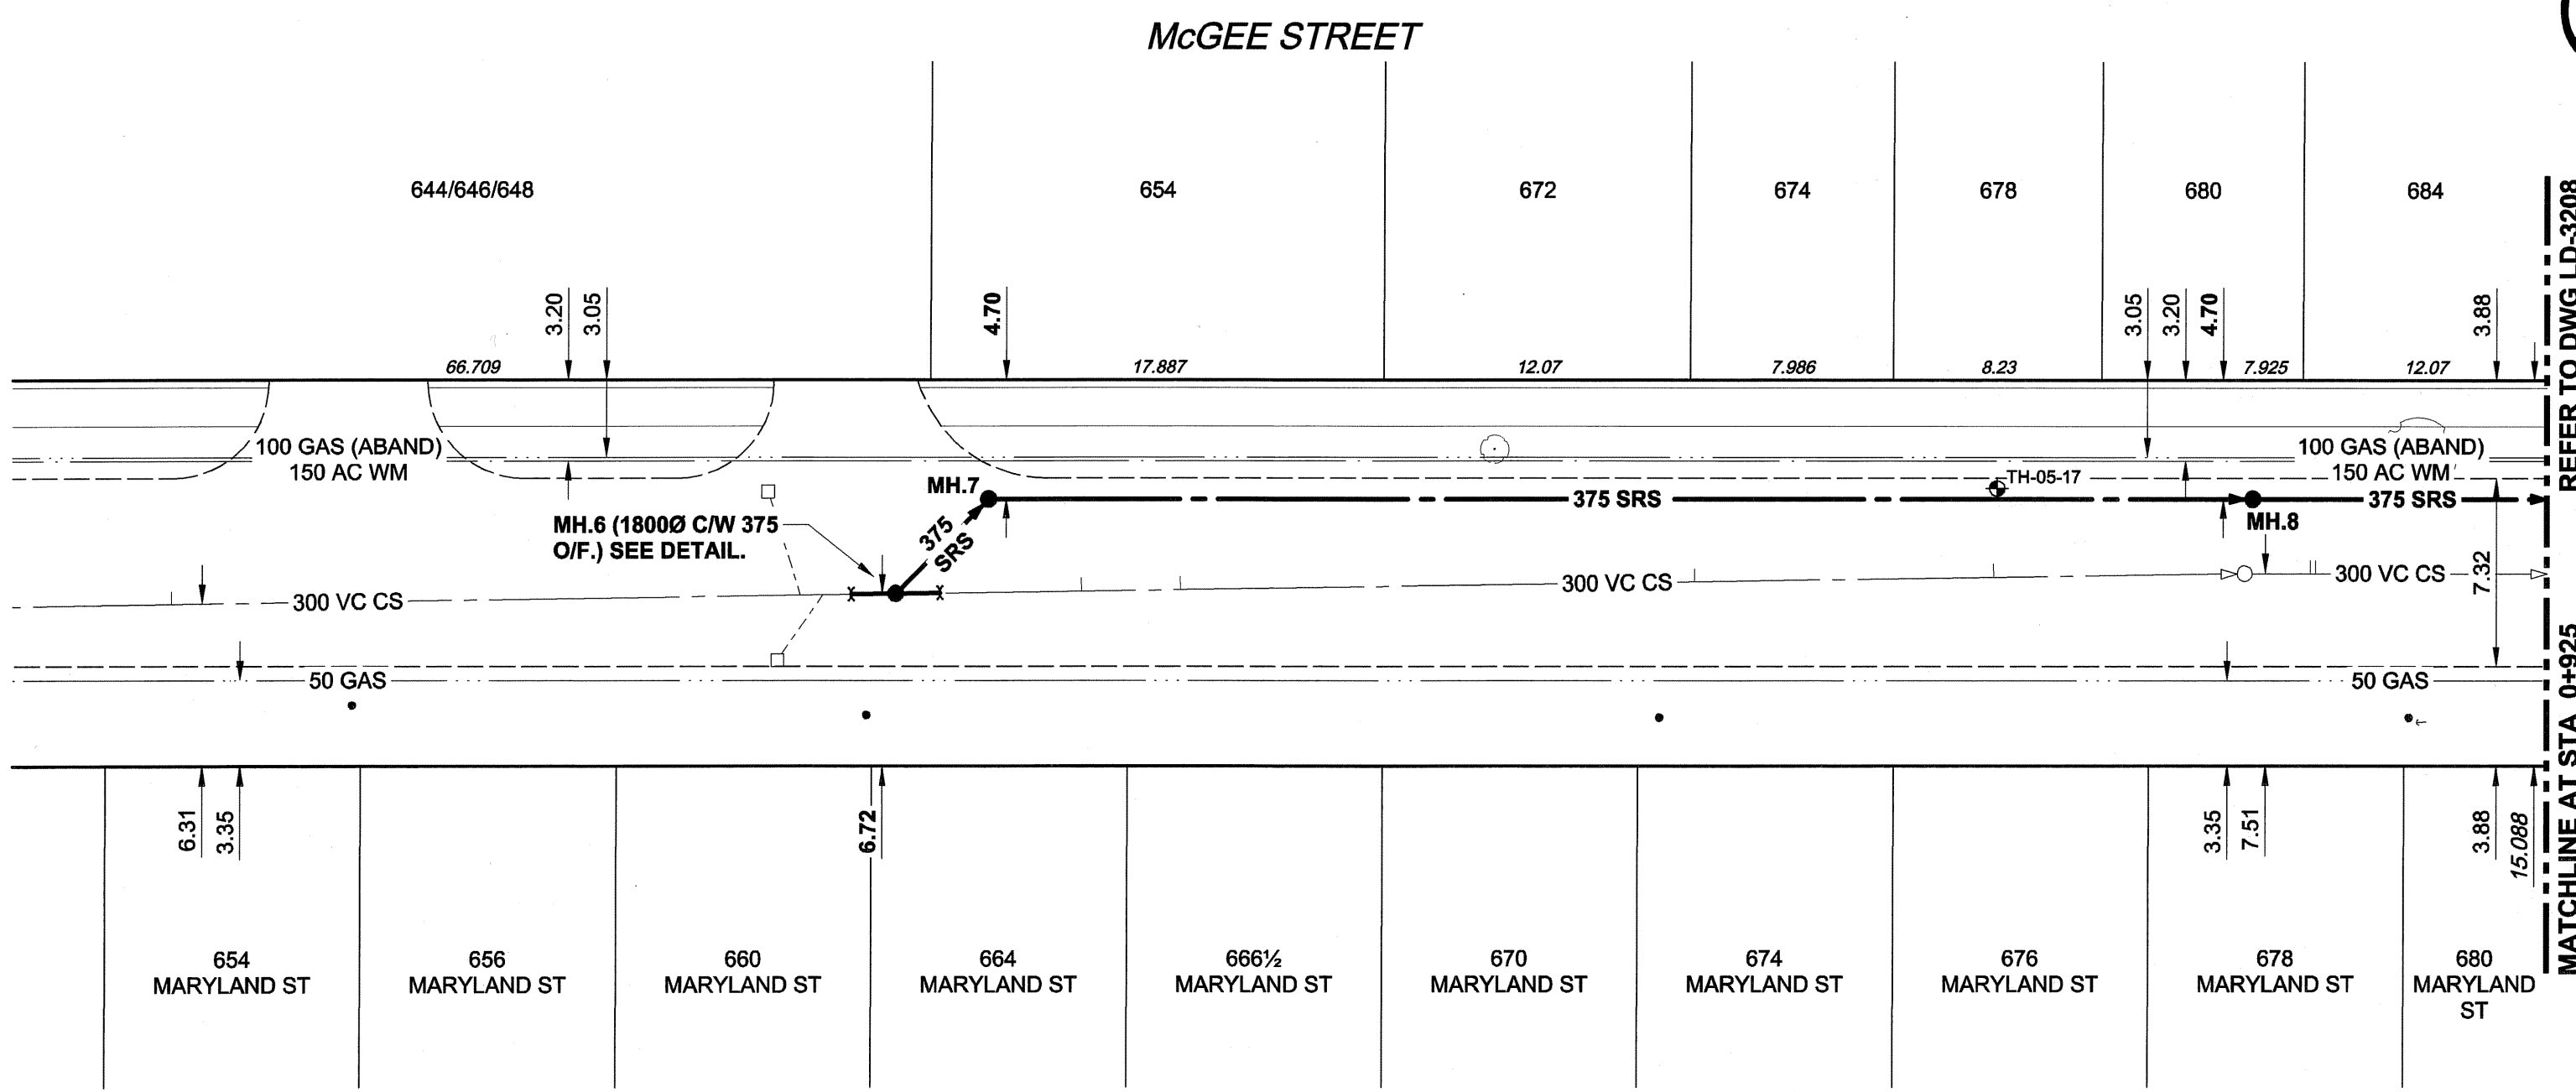 McGEE STREET
644/646/648
654
672
674
678
680
684
3.20
3.05
4.70
3.05
3.20
4.70
3.88
66.709
17.887
12.07
7.986
8.23
7.925
12.07
100 GAS (ABAND)
150 AC WM
100 GAS (ABAND)
150 AC WM
TH-05-17
MH.7
375 SRS
375 SRS
MH.8
MH.6 (1800Ø C/W 375
O/F.) SEE DETAIL.
375
SRS
300 VC CS
300 VC CS
300 VC CS
7.32
50 GAS
50 GAS
6.31
3.35
6.72
3.35
7.51
3.88
15.088
654
MARYLAND ST
656
MARYLAND ST
660
MARYLAND ST
664
MARYLAND ST
666½
MARYLAND ST
670
MARYLAND ST
674
MARYLAND ST
676
MARYLAND ST
678
MARYLAND ST
680
MARYLAND
ST
MATCHLINE AT STA 0+925
REFER TO DWG LD-3208